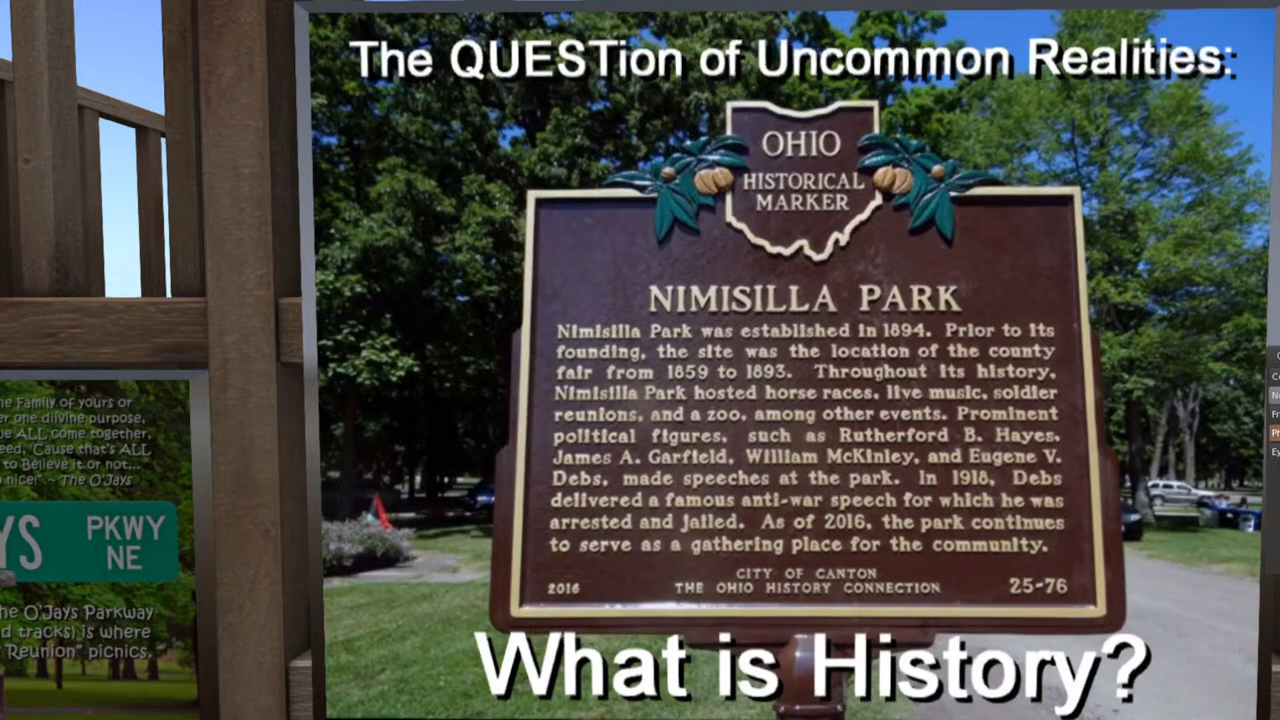 The QUESTion of Uncommon Realities:
OHIO
HISTORICAL
MARKER
NIMISILLA PARK
Nimisilla Park was established in 1894. Prior to its
founding, the site was the location of the county
fair from 1859 to 1893. Throughout its history,
Nimisilla Park hosted horse races, live music, soldier
reunions, and a zoo, among other events. Prominent
political figures, such as Rutherford B. Hayes,
James A. Garfield, William McKinley, and Eugene V.
Debs, made speeches at the park. In 1918, Debs
delivered a famous anti-war speech for which he was
arrested and jailed. As of 2016, the park continues
to serve as a gathering place for the community.
CITY OF CANTON
2016 THE OHIO HISTORY CONNECTION 25-76
What is History?
Family of yours or
one dilivine purpose,
ALL come together,
'Cause that's ALL
to Believe it or not...
nice!" ~ The O'Jays
YS PKWY
NE
The O'Jays Parkway
tracks) is where
Reunion" picnics.